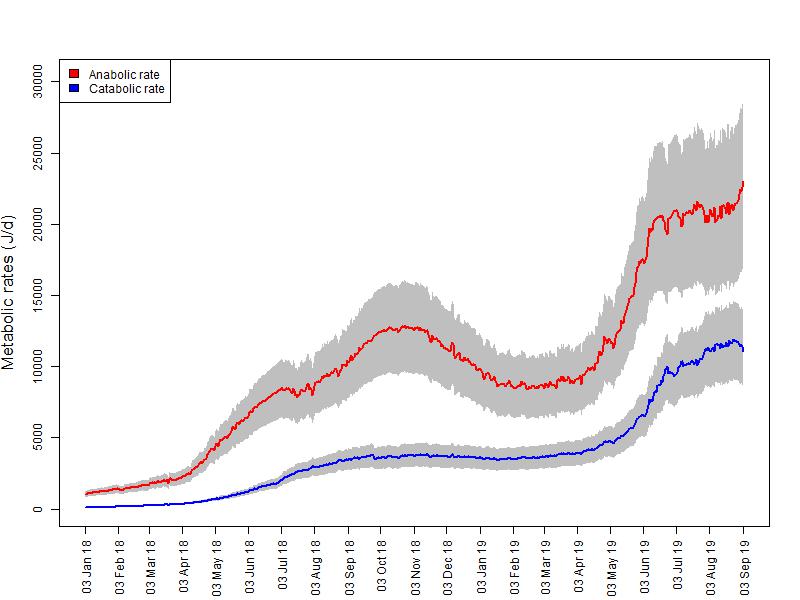 Anabolic rate
Catabolic rate
Metabolic rates (J/d)
30000
25000
20000
15000
10000
5000
0
03 Jan 18
03 Feb 18
03 Mar 18
03 Apr 18
03 May 18
03 Jun 18
03 Jul 18
03 Aug 18
03 Sep 18
03 Oct 18
03 Nov 18
03 Dec 18
03 Jan 19
03 Feb 19
03 Mar 19
03 Apr 19
03 May 19
03 Jun 19
03 Jul 19
03 Aug 19
03 Sep 19